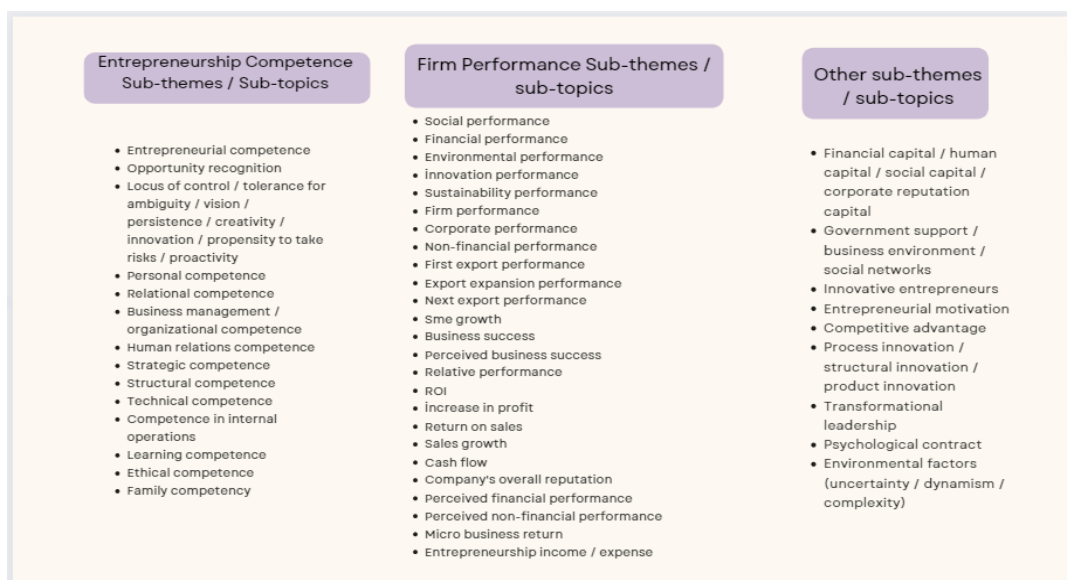 Entrepreneurship Competence
Sub-themes / Sub-topics
• Entrepreneurial competence
• Opportunity recognition
• Locus of control / tolerance for
ambiguity / vision /
persistence / creativity /
innovation / propensity to take
risks / proactivity
• Personal competence
• Relational competence
• Business management /
organizational competence
• Human relations competence
• Strategic competence
• Structural competence
• Technical competence
• Competence in internal
operations
• Learning competence
• Ethical competence
• Family competency
Firm Performance Sub-themes /
sub-topics
• Social performance
• Financial performance
• Environmental performance
• İnnovation performance
• Sustainability performance
• Firm performance
• Corporate performance
• Non-financial performance
• First export performance
• Export expansion performance
• Next export performance
• Sme growth
• Business success
• Perceived business success
• Relative performance
• ROI
• İncrease in profit
• Return on sales
• Sales growth
• Cash flow
• Company's overall reputation
• Perceived financial performance
• Perceived non-financial performance
• Micro business return
• Entrepreneurship income / expense
Other sub-themes
/ sub-topics
• Financial capital / human
capital / social capital /
corporate reputation
capital
• Government support /
business environment /
social networks
• Innovative entrepreneurs
• Entrepreneurial motivation
• Competitive advantage
• Process innovation /
structural innovation /
product innovation
• Transformational
leadership
• Psychological contract
• Environmental factors
(uncertainty / dynamism /
complexity)